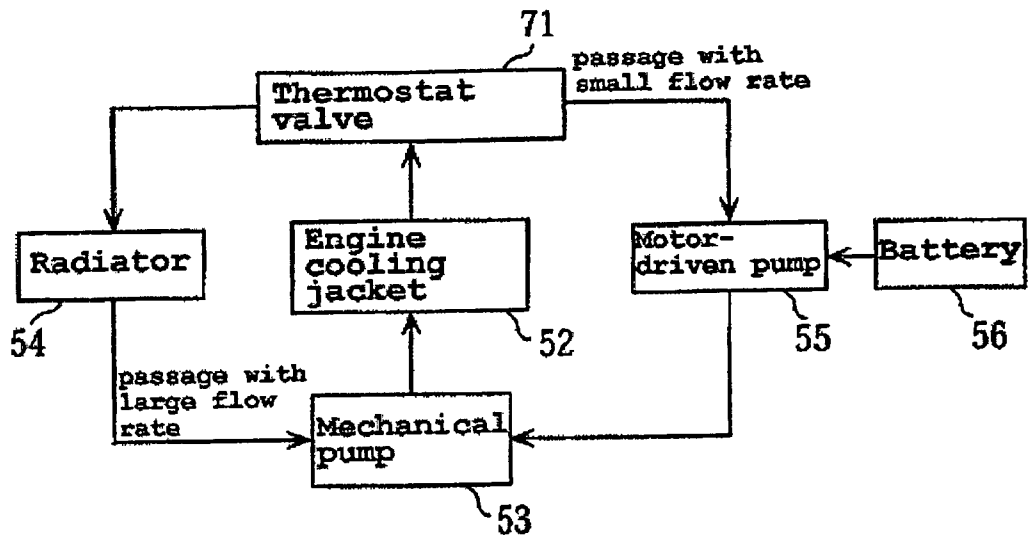 71
passage with
small flow rate
Thermostat
valve
Radiator
54
Engine
cooling
jacket
52
Motor-
driven pump
55
Battery
56
passage with
large flow
rate
Mechanical
pump
53